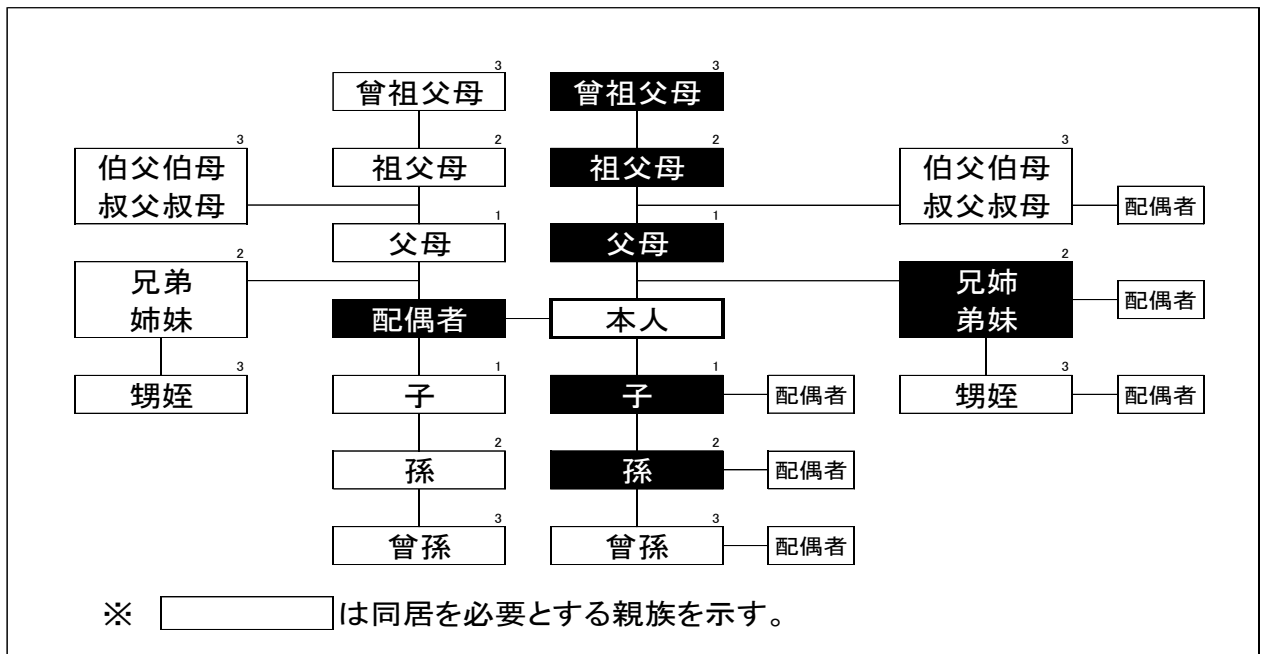 3 3
曾祖父母 曾祖父母
3 2 2 3
伯父伯母 祖父母 祖父母 伯父伯母
叔父叔母 叔父叔母 配偶者
1 1
父母 父母
2 2
兄弟 兄姉
姉妹 弟妹 配偶者
配偶者 本人
3 1 1 3
甥姪 子 子 配偶者 甥姪 配偶者
2 2
孫 孫 配偶者
3 3
曾孫 曾孫 配偶者
※ は同居を必要とする親族を示す。